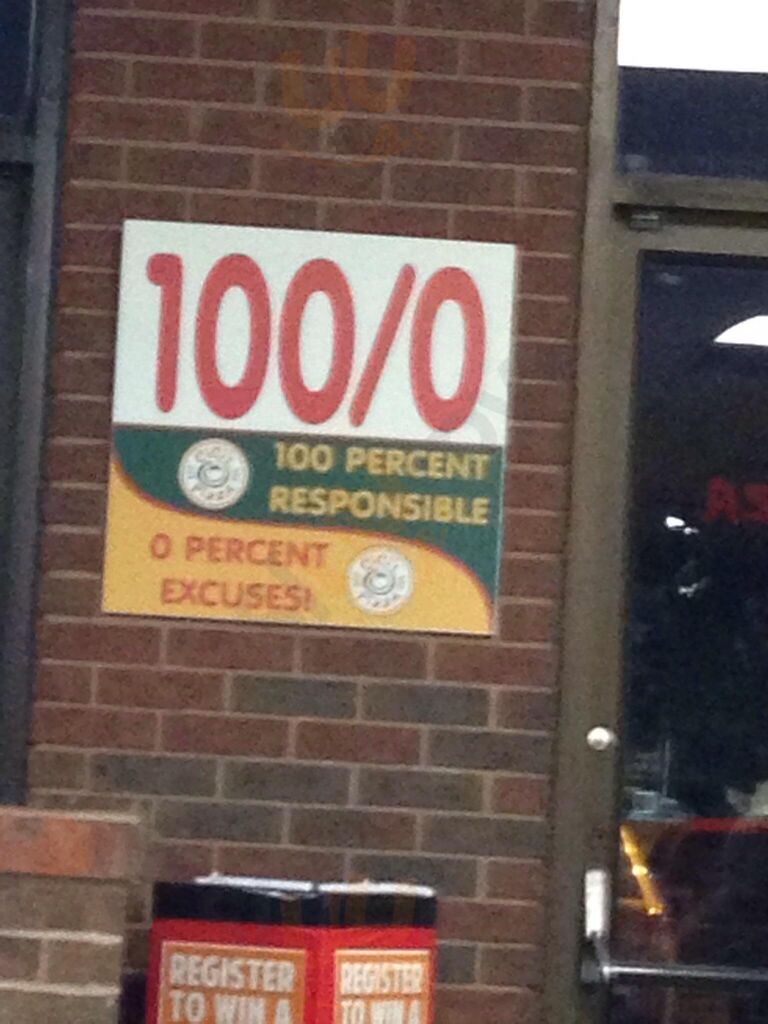 100/0
100 PERCENT
RESPONSIBLE
0 PERCENT
EXCUSES!
REGISTER
TO WIN A
REGISTER
TO WIN A